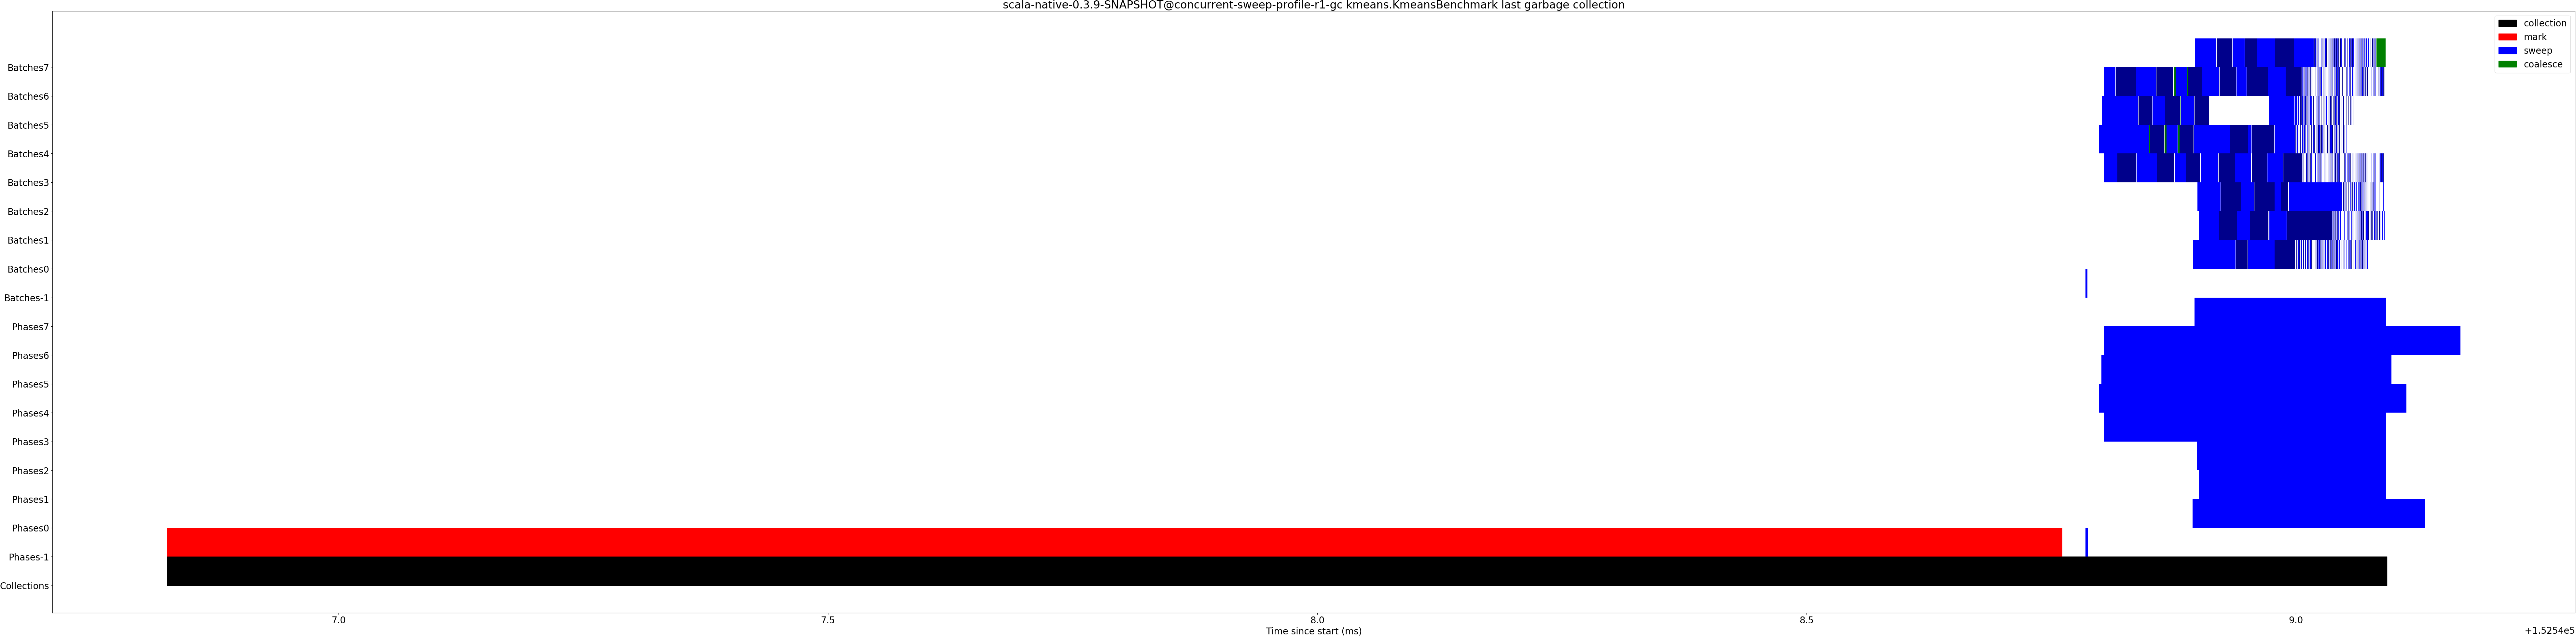 scala-native-0.3.9-SNAPSHOT@concurrent-sweep-profile-r1-gc kmeans.KmeansBenchmark last garbage collection
collection
mark
sweep
coalesce
Batches7
Batches6
Batches5
Batches4
Batches3
Batches2
Batches1
Batches0
Batches-1
Phases7
Phases6
Phases5
Phases4
Phases3
Phases2
Phases1
Phases0
Phases-1
Collections
7.0 7.5 8.0 8.5 9.0
Time since start (ms)
+1.5254e5